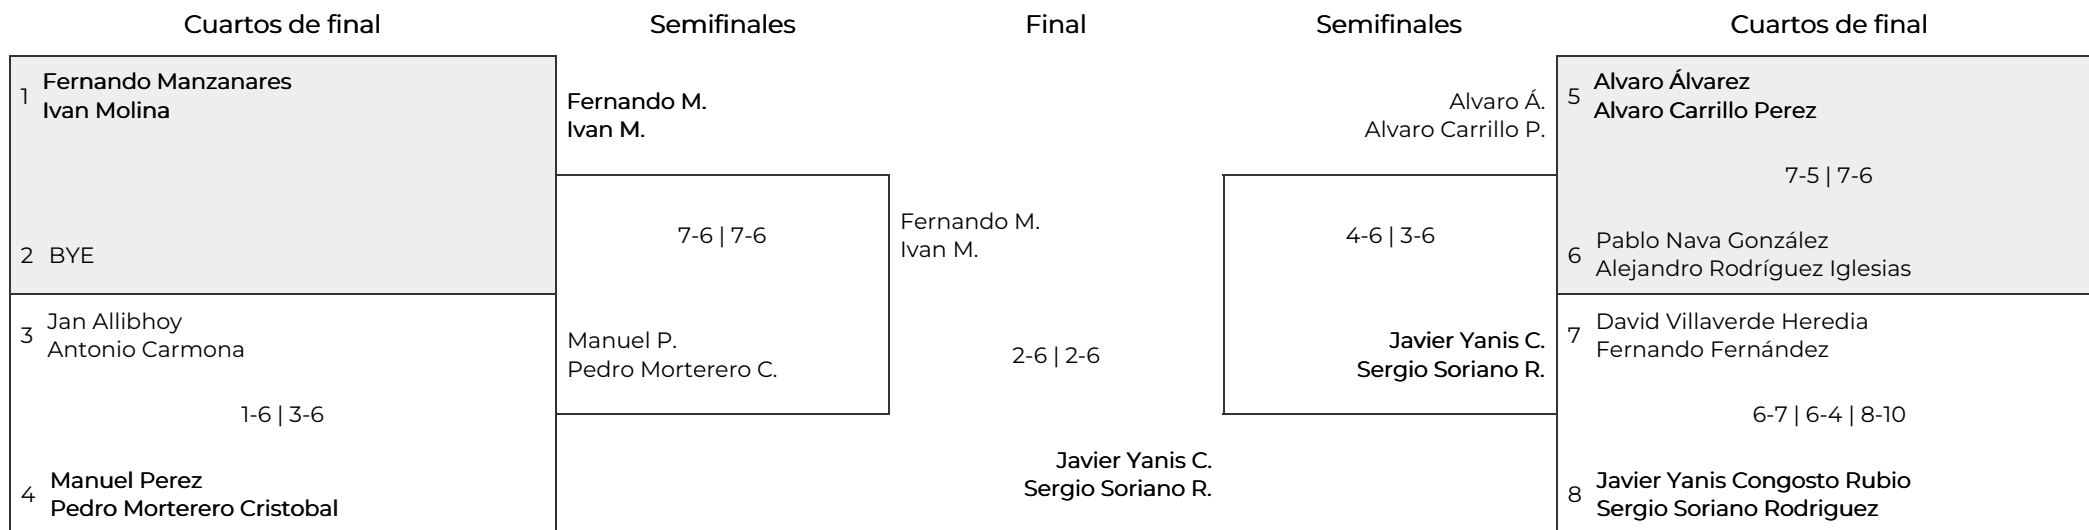 Cuartos de final
Semifinales
Final
Semifinales
Cuartos de final
1
Fernando Manzanares
Ivan Molina
2 BYE
3
Jan Allibhoy
Antonio Carmona
1-6 | 3-6
4
Manuel Perez
Pedro Morterero Cristobal
Fernando M.
Ivan M.
7-6 | 7-6
Manuel P.
Pedro Morterero C.
Fernando M.
Ivan M.
2-6 | 2-6
Javier Yanis C.
Sergio Soriano R.
Alvaro Á.
Alvaro Carrillo P.
4-6 | 3-6
Javier Yanis C.
Sergio Soriano R.
5
Alvaro Álvarez
Alvaro Carrillo Perez
7-5 | 7-6
6
Pablo Nava González
Alejandro Rodríguez Iglesias
7
David Villaverde Heredia
Fernando Fernández
6-7 | 6-4 | 8-10
8
Javier Yanis Congosto Rubio
Sergio Soriano Rodriguez